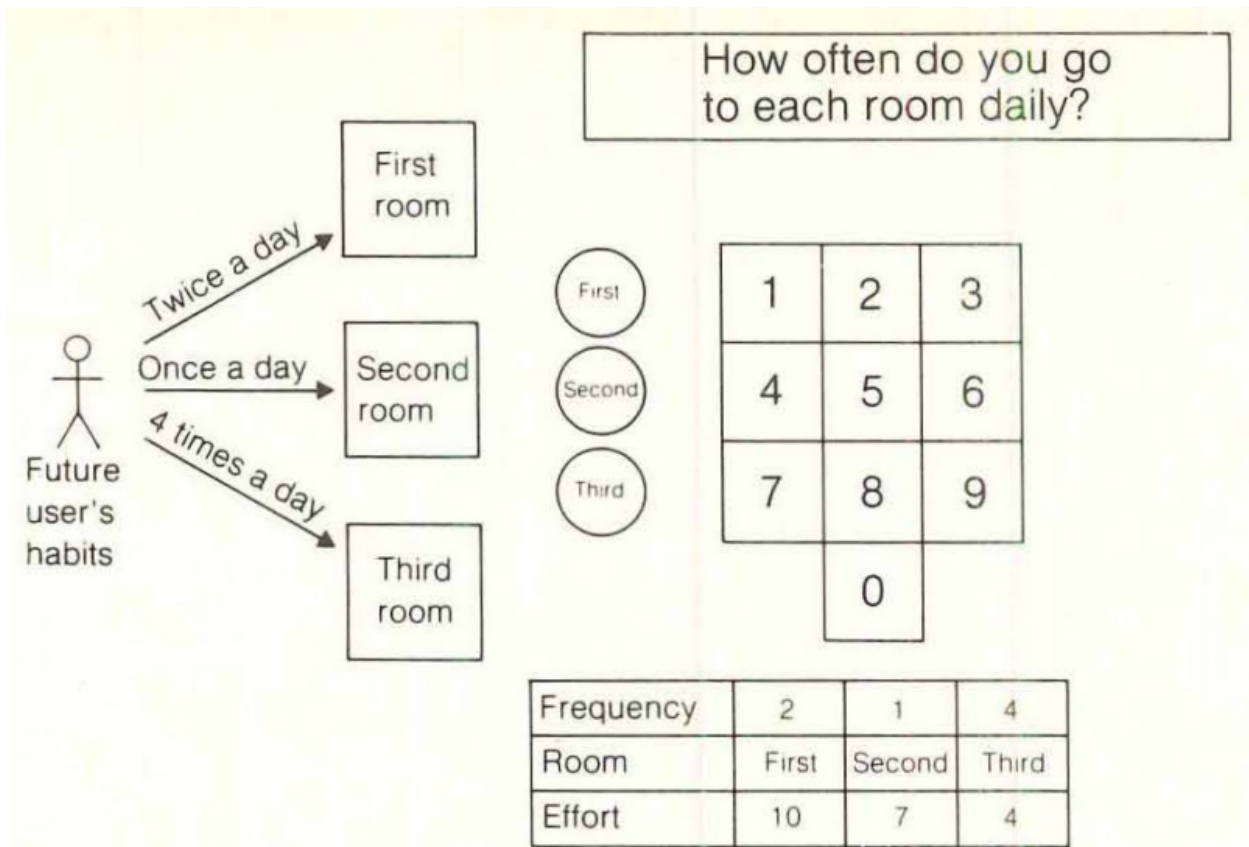 How often do you go
to each room daily?
First
room
Twice a day
Once a day
Second
room
4 times a day
Future
user's
habits
Third
room
First
Second
Third
1 2 3
4 5 6
7 8 9
0
Frequency 2 1 4
Room First Second Third
Effort 10 7 4